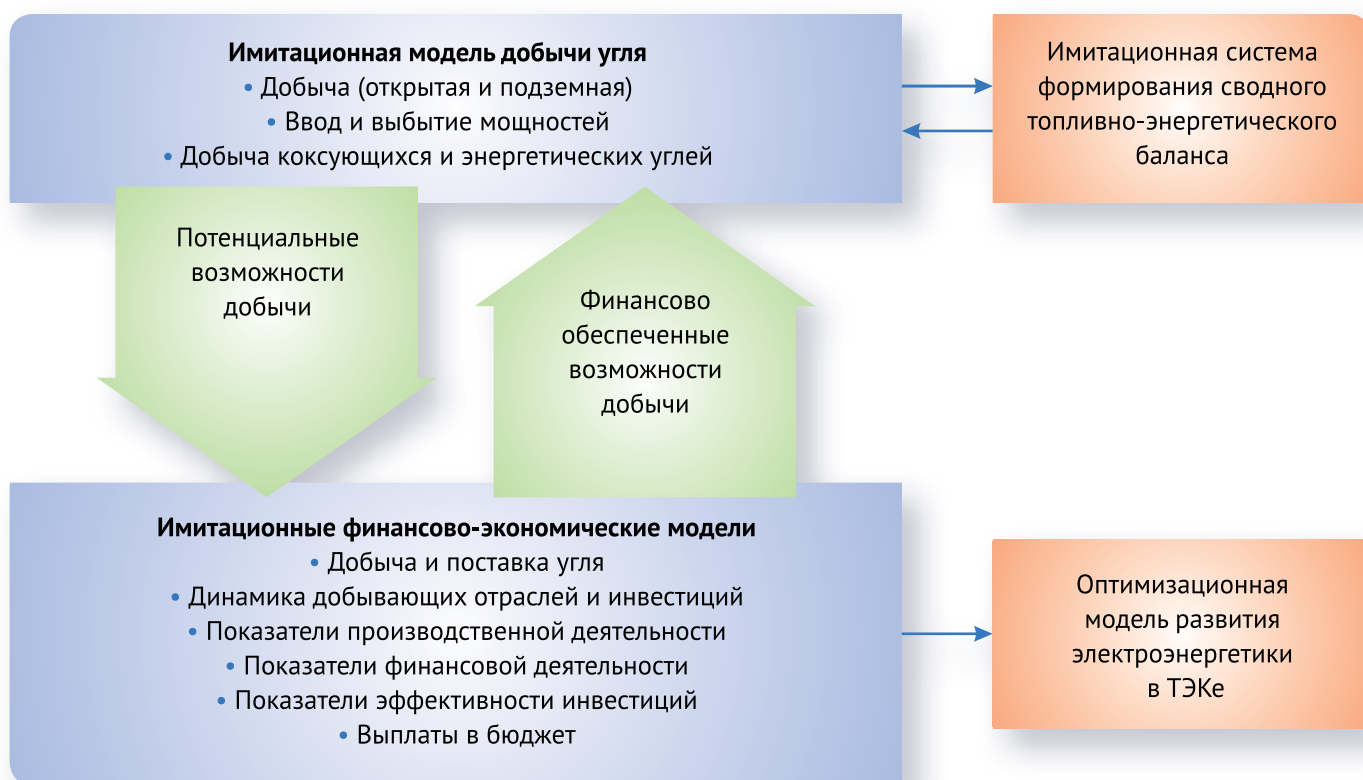 Имитационная модель добычи угля
• Добыча (открытая и подземная)
• Ввод и выбытие мощностей
• Добыча коксующихся и энергетических углей
Имитационная система
формирования сводного
топливно-энергетического
баланса
Потенциальные
возможности
добычи
Финансово
обеспеченные
возможности
добычи
Имитационные финансово-экономические модели
• Добыча и поставка угля
• Динамика добывающих отраслей и инвестиций
• Показатели производственной деятельности
• Показатели финансовой деятельности
• Показатели эффективности инвестиций
• Выплаты в бюджет
Оптимизационная
модель развития
электроэнергетики
в ТЭКе